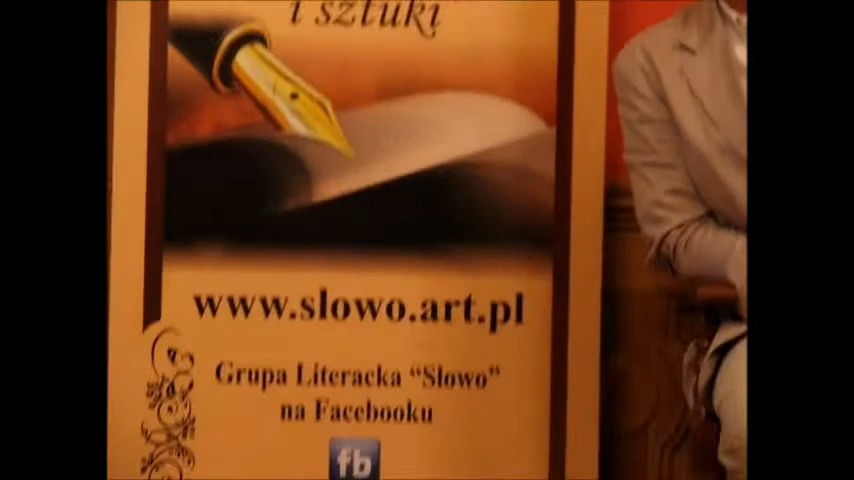 i sztuki
www.slowo.art.pl
Grupa Literacka “Słowo”
na Facebooku
fb